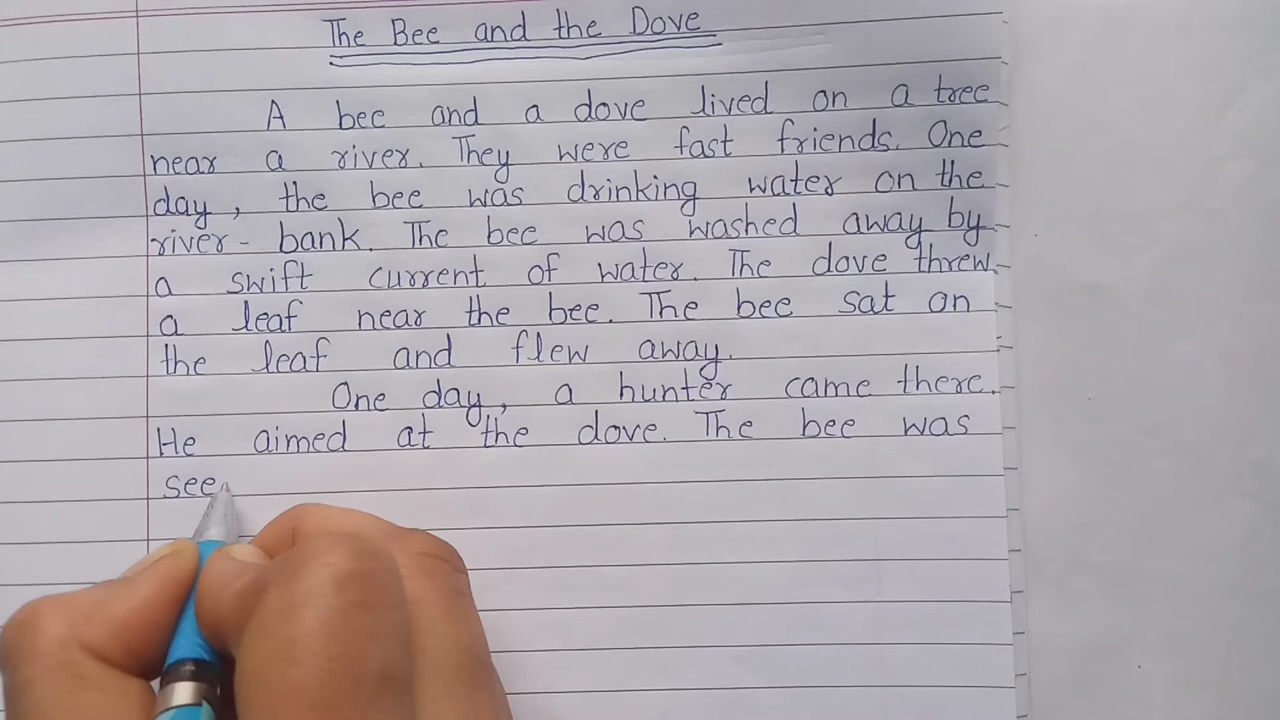 The Bee and the Dove
A bee and a dove lived on a tree
near a river. They were fast friends. One
day, the bee was drinking water on the
river-bank. The bee was washed away by
a swift current of water. The dove threw
a leaf near the bee. The bee sat on
the leaf and flew away.
One day, a hunter came there.
He aimed at the dove. The bee was
see